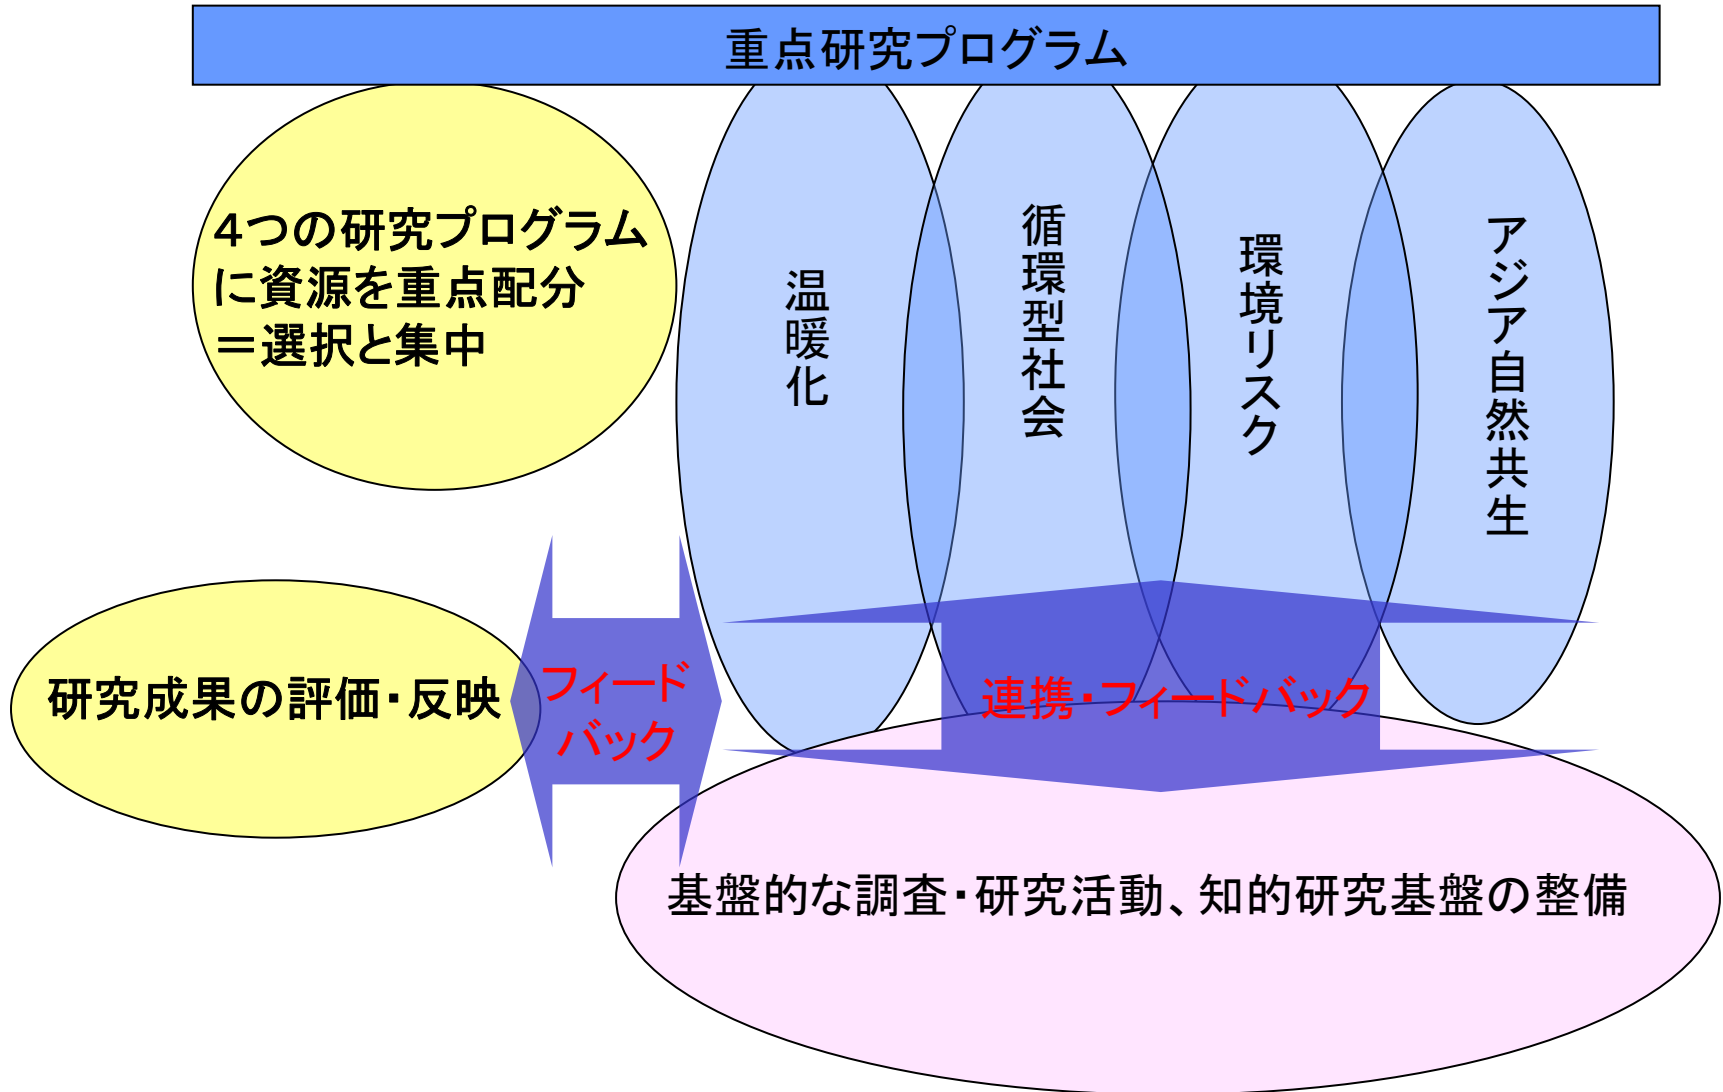 重点研究プログラム
４つの研究プログラム
に資源を重点配分
＝選択と集中
温暖化
循環型社会
環境リスク
アジア自然共生
研究成果の評価・反映
フィード
バック
連携・フィードバック
基盤的な調査・研究活動、知的研究基盤の整備